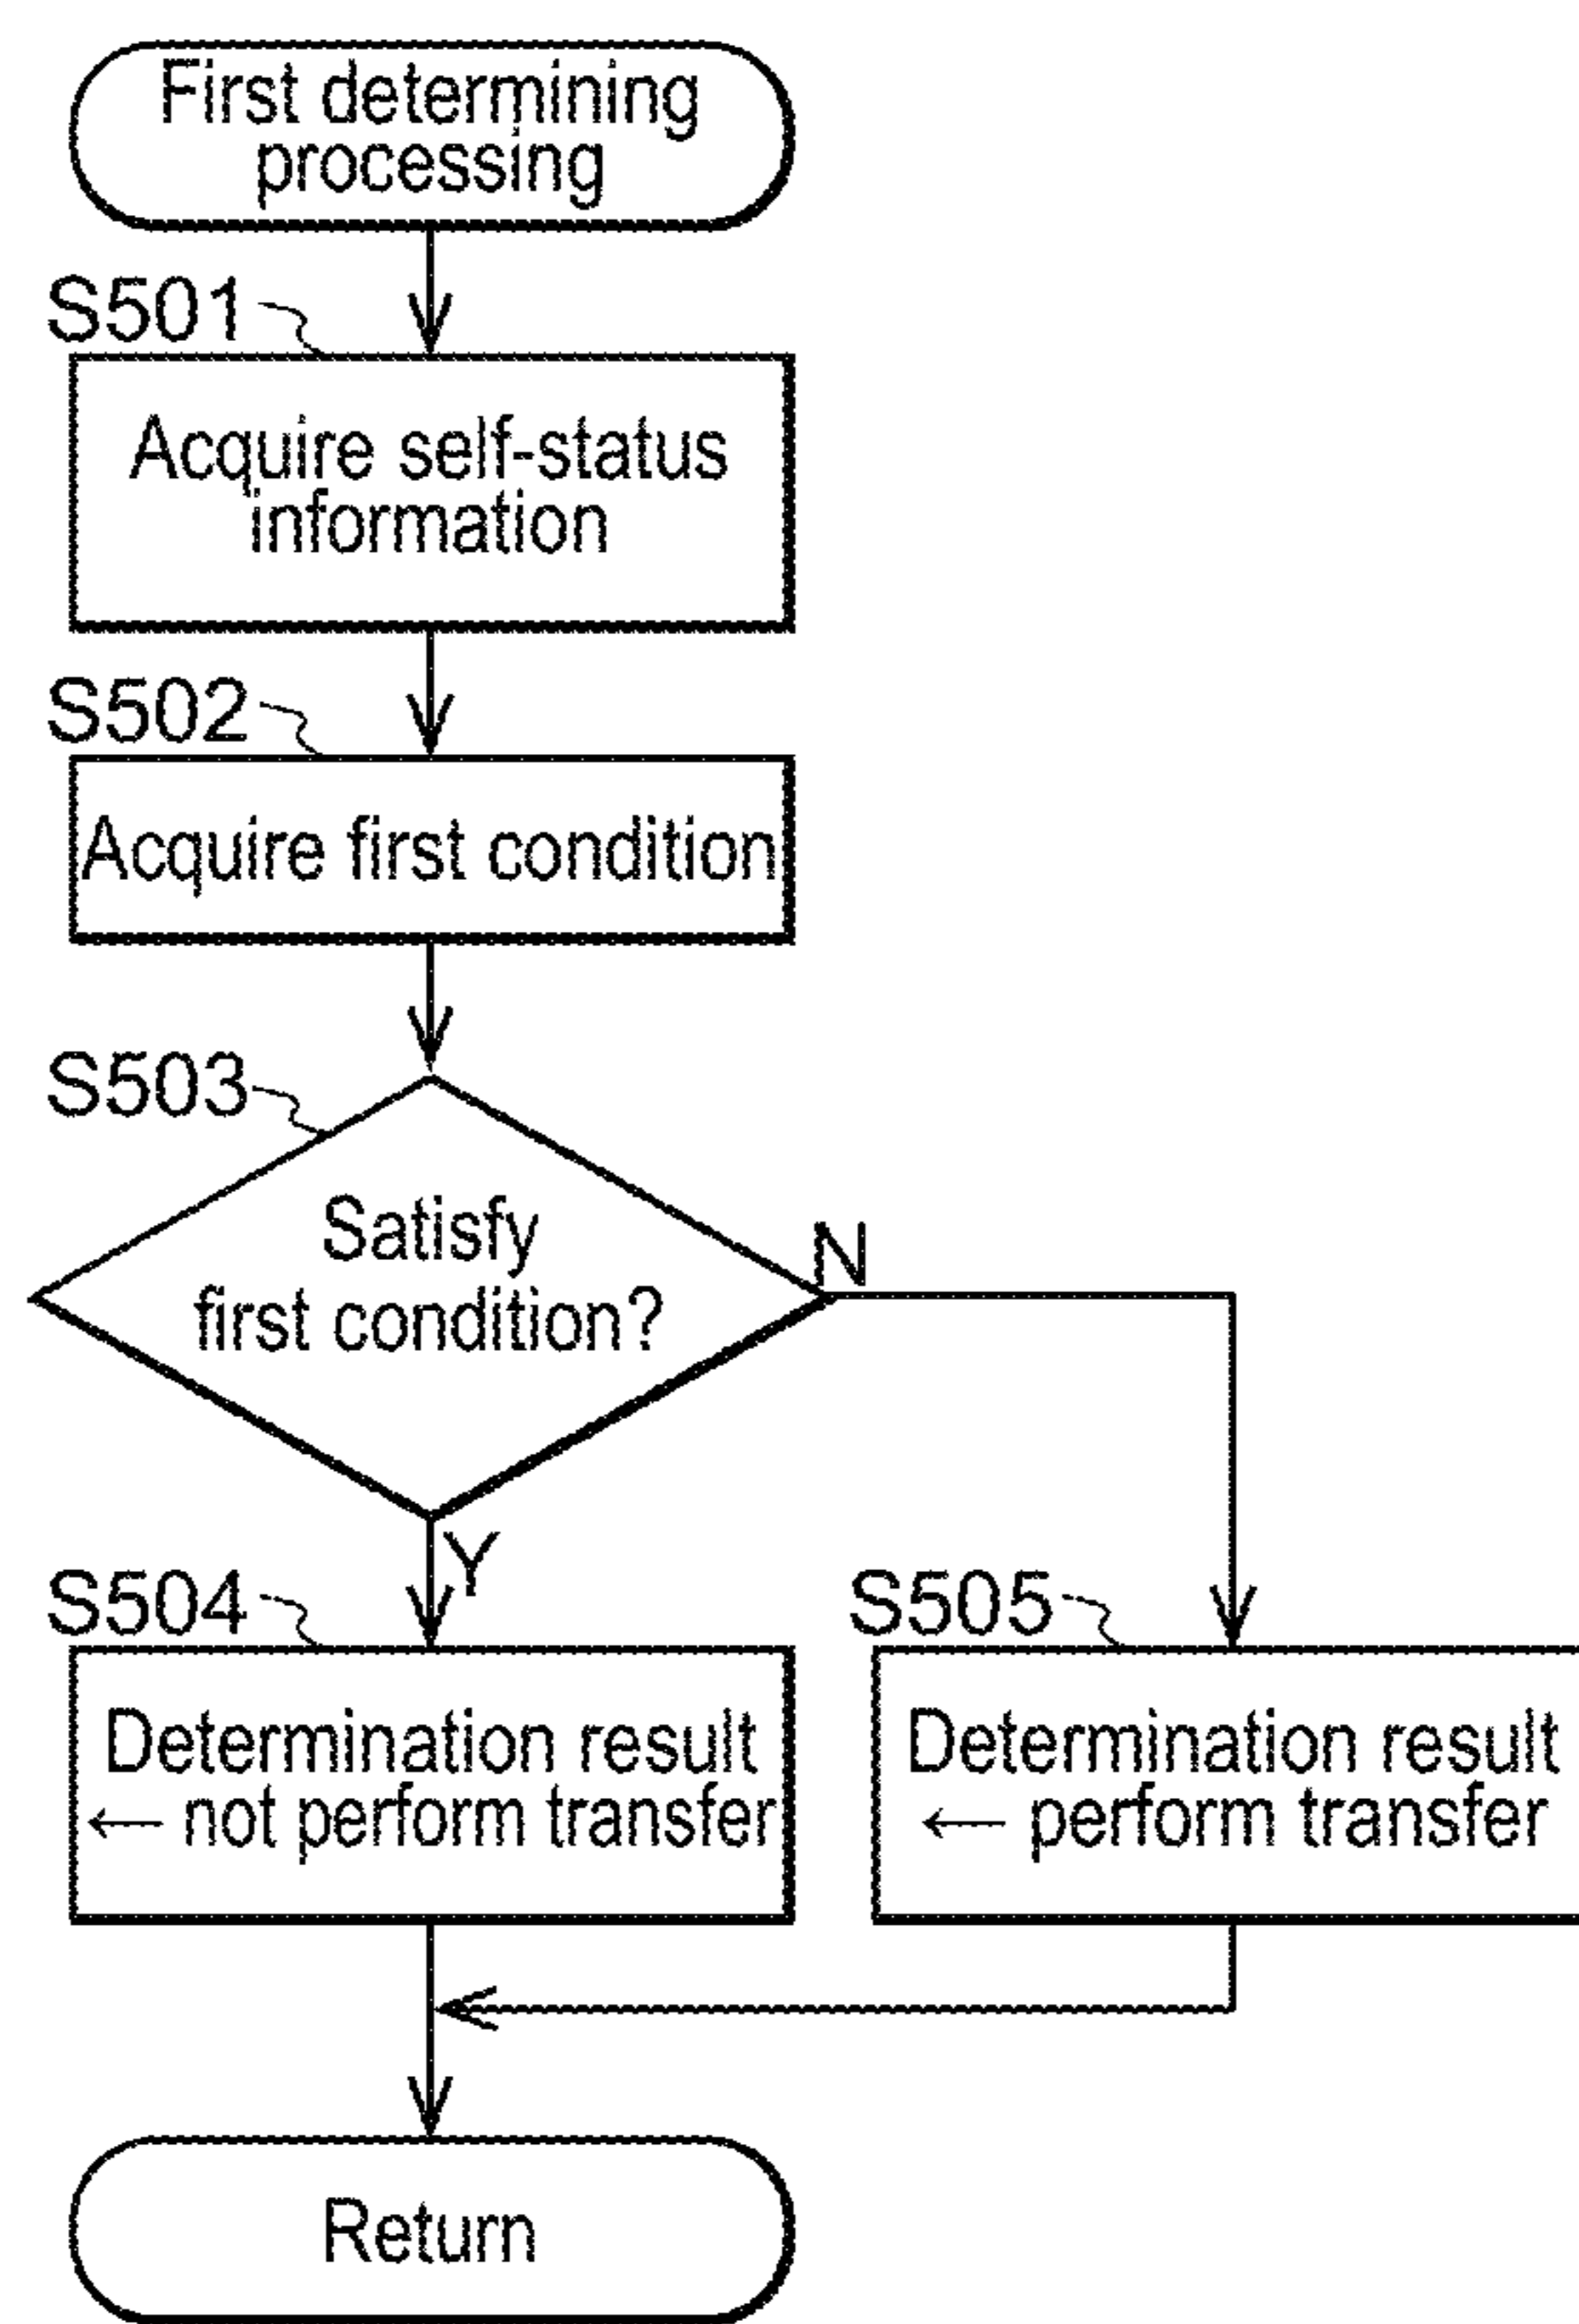 First determining
processing
S501
Acquire self-status
information
S502
Acquire first condition
S503
Satisfy
first condition?
N
Y
S504
Determination result
← not perform transfer
S505
Determination result
← perform transfer
Return